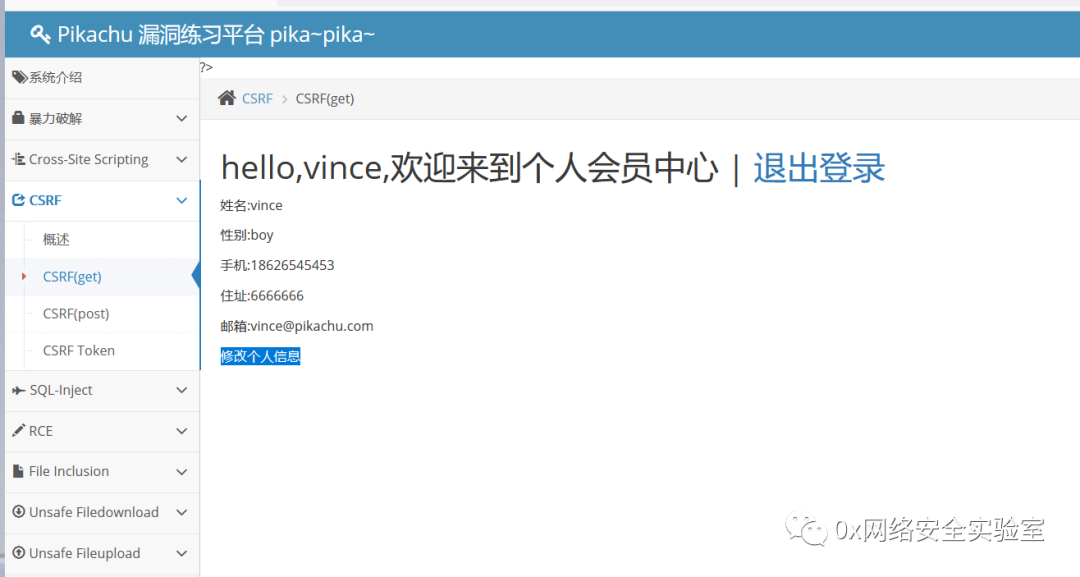 Pikachu 漏洞练习平台 pika~pika~
系统介绍
暴力破解
Cross-Site Scripting
CSRF
概述
CSRF(get)
CSRF(post)
CSRF Token
SQL-Inject
RCE
File Inclusion
Unsafe Filedownload
Unsafe Fileupload
?>
CSRF > CSRF(get)
hello,vince,欢迎来到个人会员中心 | 退出登录
姓名:vince
性别:boy
手机:18626545453
住址:6666666
邮箱:vince@pikachu.com
修改个人信息
0x网络安全实验室